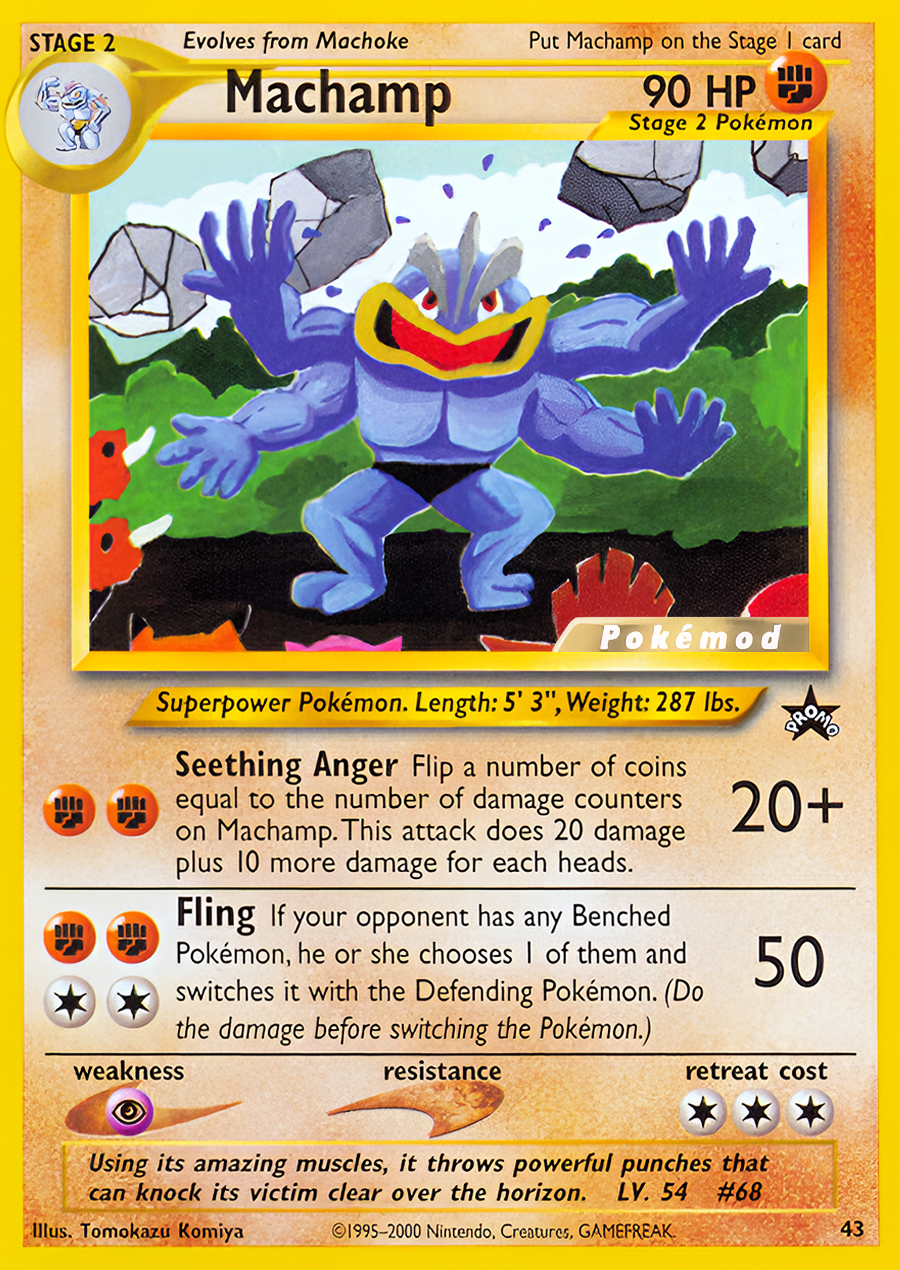 STAGE 2 Evolves from Machoke Put Machamp on the Stage 1 card
Machamp 90 HP
Stage 2 Pokémon
Pokémod
Superpower Pokémon. Length: 5' 3", Weight: 287 lbs.
PROMO
Seething Anger Flip a number of coins
equal to the number of damage counters
on Machamp. This attack does 20 damage
plus 10 more damage for each heads.
20+
Fling If your opponent has any Benched
Pokémon, he or she chooses 1 of them and
switches it with the Defending Pokémon. (Do
the damage before switching the Pokémon.)
50
weakness resistance retreat cost
Using its amazing muscles, it throws powerful punches that
can knock its victim clear over the horizon. LV. 54 #68
Illus. Tomokazu Komiya ©1995–2000 Nintendo, Creatures, GAMEFREAK. 43